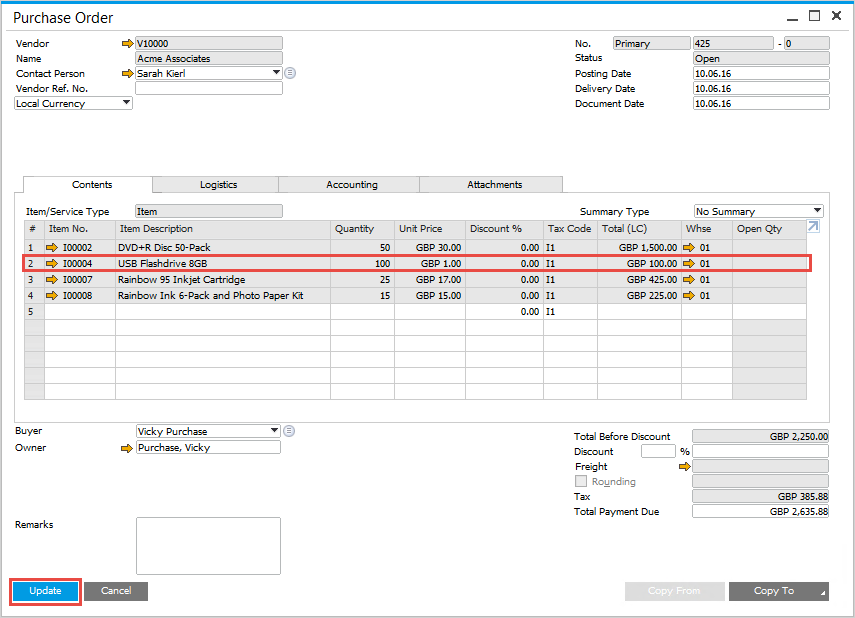 Purchase Order
Vendor V10000 No. Primary 425 - 0
Name Acme Associates Status Open
Contact Person Sarah Kierl Posting Date 10.06.16
Vendor Ref. No. Delivery Date 10.06.16
Local Currency Document Date 10.06.16
Contents Logistics Accounting Attachments
Item/Service Type Item Summary Type No Summary
# Item No. Item Description Quantity Unit Price Discount % Tax Code Total (LC) Whse Open Qty
1 I00002 DVD+R Disc 50-Pack 50 GBP 30.00 0.00 I1 GBP 1,500.00 01
2 I00004 USB Flashdrive 8GB 100 GBP 1.00 0.00 I1 GBP 100.00 01
3 I00007 Rainbow 95 Inkjet Cartridge 25 GBP 17.00 0.00 I1 GBP 425.00 01
4 I00008 Rainbow Ink 6-Pack and Photo Paper Kit 15 GBP 15.00 0.00 I1 GBP 225.00 01
5 0.00 I1
Buyer Vicky Purchase Total Before Discount GBP 2,250.00
Owner Purchase, Vicky Discount %
Freight
Rounding
Tax GBP 385.88
Total Payment Due GBP 2,635.88
Remarks
Update Cancel Copy From Copy To